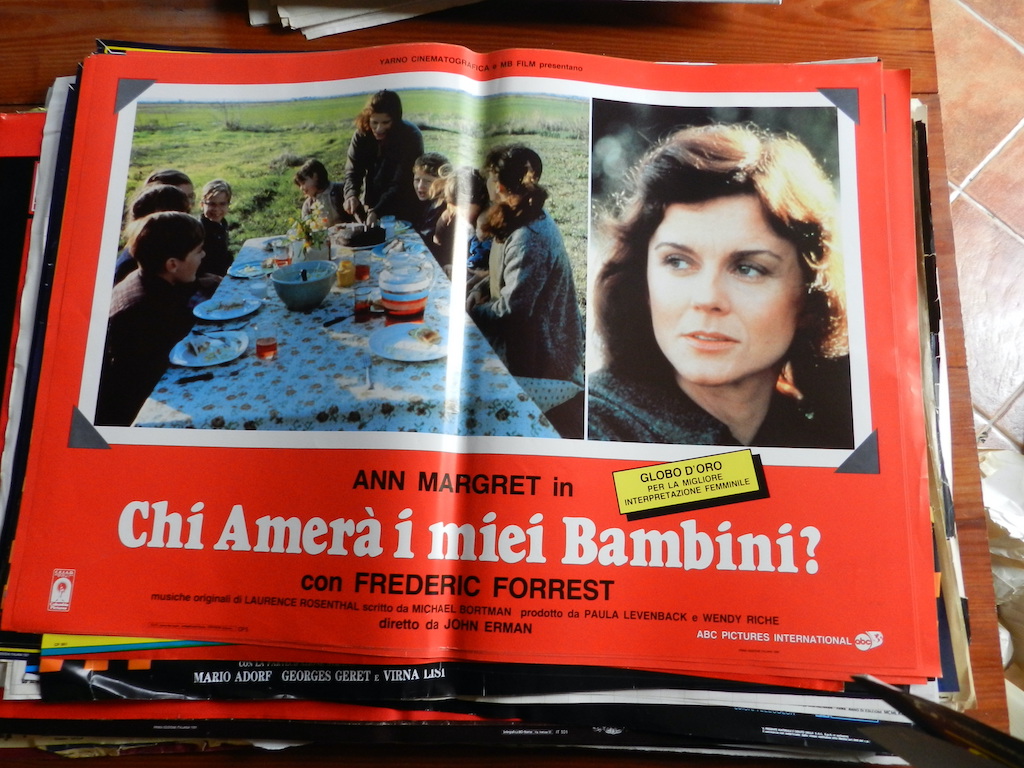 YARNO CINEMATOGRAFICA e MB FILM presentano
ANN MARGRET in
GLOBO D'ORO
PER LA MIGLIORE
INTERPRETAZIONE FEMMINILE
Chi Amerà i miei Bambini?
con FREDERIC FORREST
musiche originali di LAURENCE ROSENTHAL scritto da MICHAEL BORTMAN prodotto da PAULA LEVENBACK e WENDY RICHE
diretto da JOHN ERMAN
ABC PICTURES INTERNATIONAL abc
MARIO ADORF GEORGES GERET E VIRNA LISI